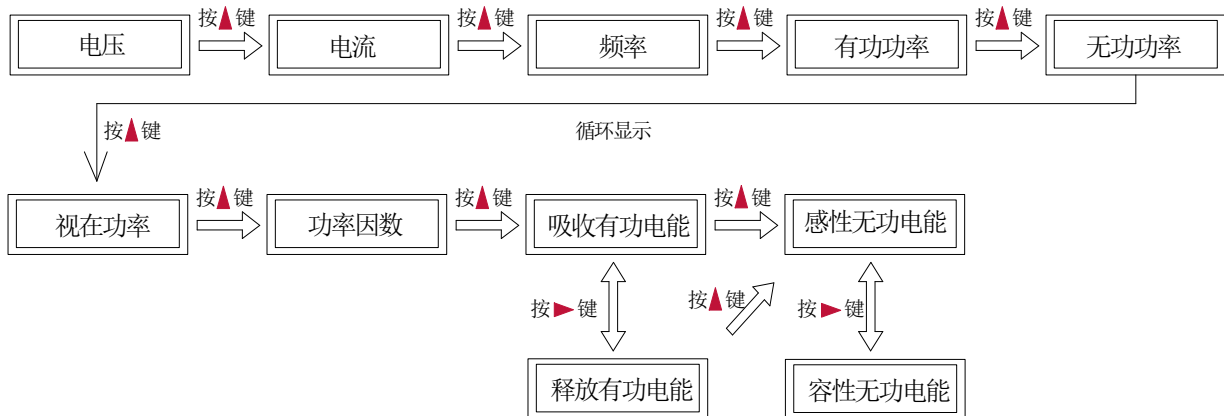 按▲键 按▲键 按▲键 按▲键
电压 电流 频率 有功功率 无功功率
按▲键 循环显示
按▲键 按▲键 按▲键
视在功率 功率因数 吸收有功电能 感性无功电能
按►键 按▲键 按►键
释放有功电能 容性无功电能